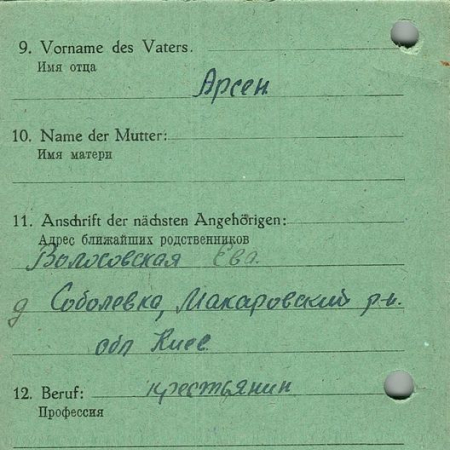 9. Vorname des Vaters.
Имя отца
Арсен
10. Name der Mutter:
Имя матери
11. Anschrift der nächsten Angehörigen:
Адрес ближайших родственников
Волосовская Ева.
д Соболевка, Макаровский р-н.
обл Киев
12. Beruf: крестьянин
Профессия